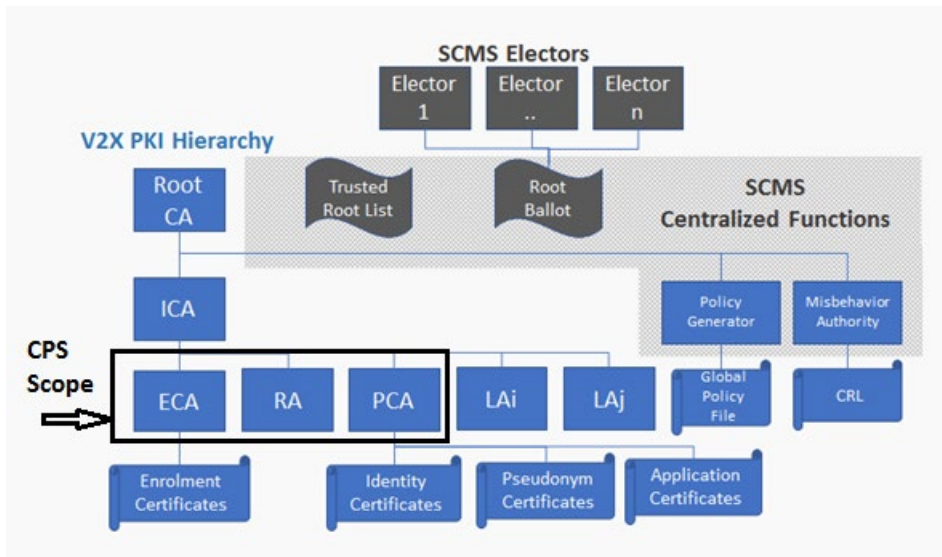 SCMS Electors
Elector
1
Elector
..
Elector
n
V2X PKI Hierarchy
Root
CA
Trusted
Root List
Root
Ballot
SCMS
Centralized Functions
ICA
Policy
Generator
Misbehavior
Authority
CPS
Scope
ECA
RA
PCA
LAi
LAj
Global
Policy
File
CRL
Enrolment
Certificates
Identity
Certificates
Pseudonym
Certificates
Application
Certificates